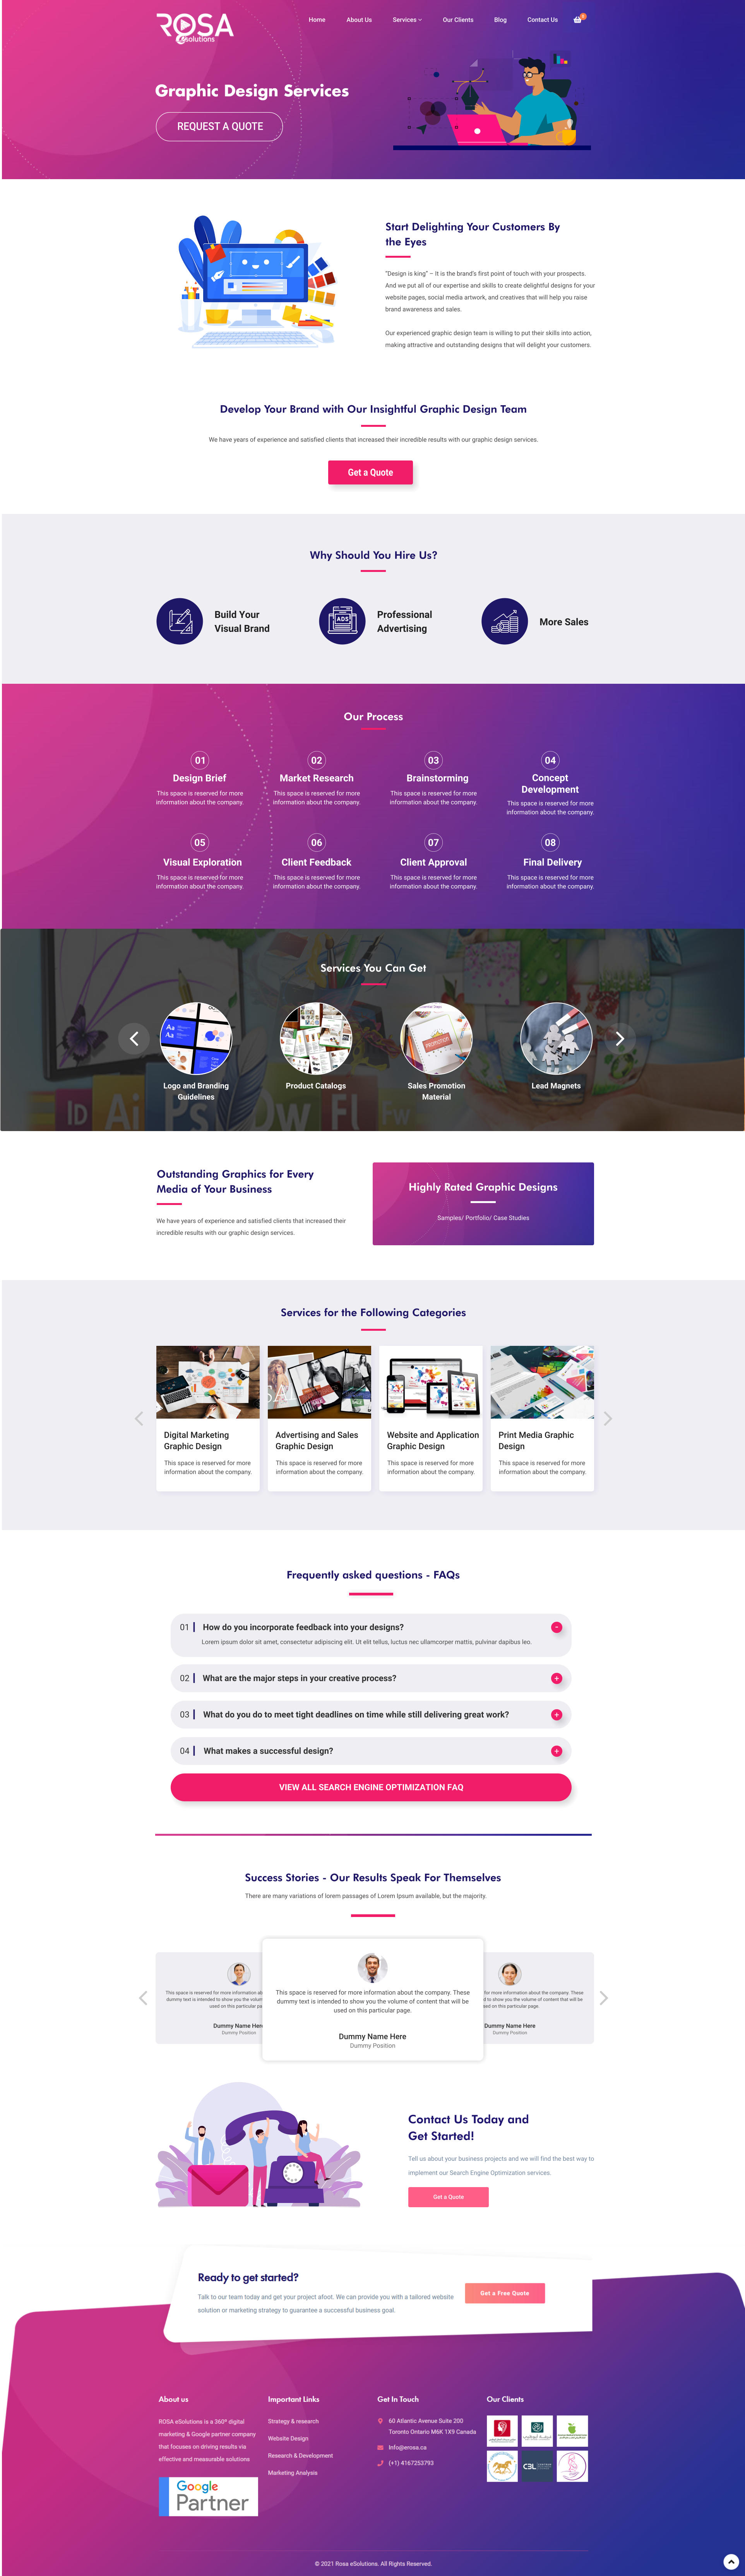 ROSA
eSolutions
Home
About Us
Services
Our Clients
Blog
Contact Us
Graphic Design Services
REQUEST A QUOTE
Start Delighting Your Customers By
the Eyes
"Design is king" – It is the brand's first point of touch with your prospects.
And we put all of our expertise and skills to create delightful designs for your
website pages, social media artwork, and creatives that will help you raise
brand awareness and sales.
Our experienced graphic design team is willing to put their skills into action,
making attractive and outstanding designs that will delight your customers.
Develop Your Brand with Our Insightful Graphic Design Team
We have years of experience and satisfied clients that increased their incredible results with our graphic design services.
Get a Quote
Why Should You Hire Us?
Build Your
Visual Brand
ADS
Professional
Advertising
More Sales
Our Process
01
Design Brief
This space is reserved for more
information about the company.
02
Market Research
This space is reserved for more
information about the company.
03
Brainstorming
This space is reserved for more
information about the company.
04
Concept
Development
This space is reserved for more
information about the company.
05
Visual Exploration
This space is reserved for more
information about the company.
06
Client Feedback
This space is reserved for more
information about the company.
07
Client Approval
This space is reserved for more
information about the company.
08
Final Delivery
This space is reserved for more
information about the company.
Services You Can Get
Logo and Branding
Guidelines
Product Catalogs
PROMOTION
Sales Promotion
Material
Lead Magnets
ID Ai Ps Dw Fl Fw
Outstanding Graphics for Every
Media of Your Business
We have years of experience and satisfied clients that increased their
incredible results with our graphic design services.
Highly Rated Graphic Designs
Samples/ Portfolio/ Case Studies
Services for the Following Categories
Digital Marketing
Graphic Design
This space is reserved for more
information about the company.
Advertising and Sales
Graphic Design
This space is reserved for more
information about the company.
Website and Application
Graphic Design
This space is reserved for more
information about the company.
Print Media Graphic
Design
This space is reserved for more
information about the company.
Frequently asked questions - FAQs
01 How do you incorporate feedback into your designs?
Lorem ipsum dolor sit amet, consectetur adipiscing elit. Ut elit tellus, luctus nec ullamcorper mattis, pulvinar dapibus leo.
02 What are the major steps in your creative process?
03 What do you do to meet tight deadlines on time while still delivering great work?
04 What makes a successful design?
VIEW ALL SEARCH ENGINE OPTIMIZATION FAQ
Success Stories - Our Results Speak For Themselves
There are many variations of lorem passages of Lorem Ipsum available, but the majority.
This space is reserved for more information ab
dummy text is intended to show you the volum
used on this particular pa
Dummy Name Her
Dummy Position
This space is reserved for more information about the company. These
dummy text is intended to show you the volume of content that will be
used on this particular page.
Dummy Name Here
Dummy Position
for more information about the company. These
d to show you the volume of content that will be
sed on this particular page.
Dummy Name Here
Dummy Position
Contact Us Today and
Get Started!
Tell us about your business projects and we will find the best way to
implement our Search Engine Optimization services.
Get a Quote
Ready to get started?
Talk to our team today and get your project afoot. We can provide you with a tailored website
solution or marketing strategy to guarantee a successful business goal.
Get a Free Quote
About us
ROSA eSolutions is a 360º digital
marketing & Google partner company
that focuses on driving results via
effective and measurable solutions
Google
Partner
Important Links
Strategy & research
Website Design
Research & Development
Marketing Analysis
Get In Touch
60 Atlantic Avenue Suite 200
Toronto Ontario M6K 1X9 Canada
Info@erosa.ca
(+1) 4167253793
Our Clients
CBL
© 2021 Rosa eSolutions. All Rights Reserved.